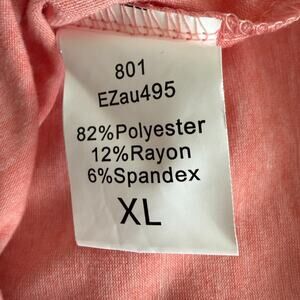 801
EZau495
82%Polyester
12%Rayon
6%Spandex
XL